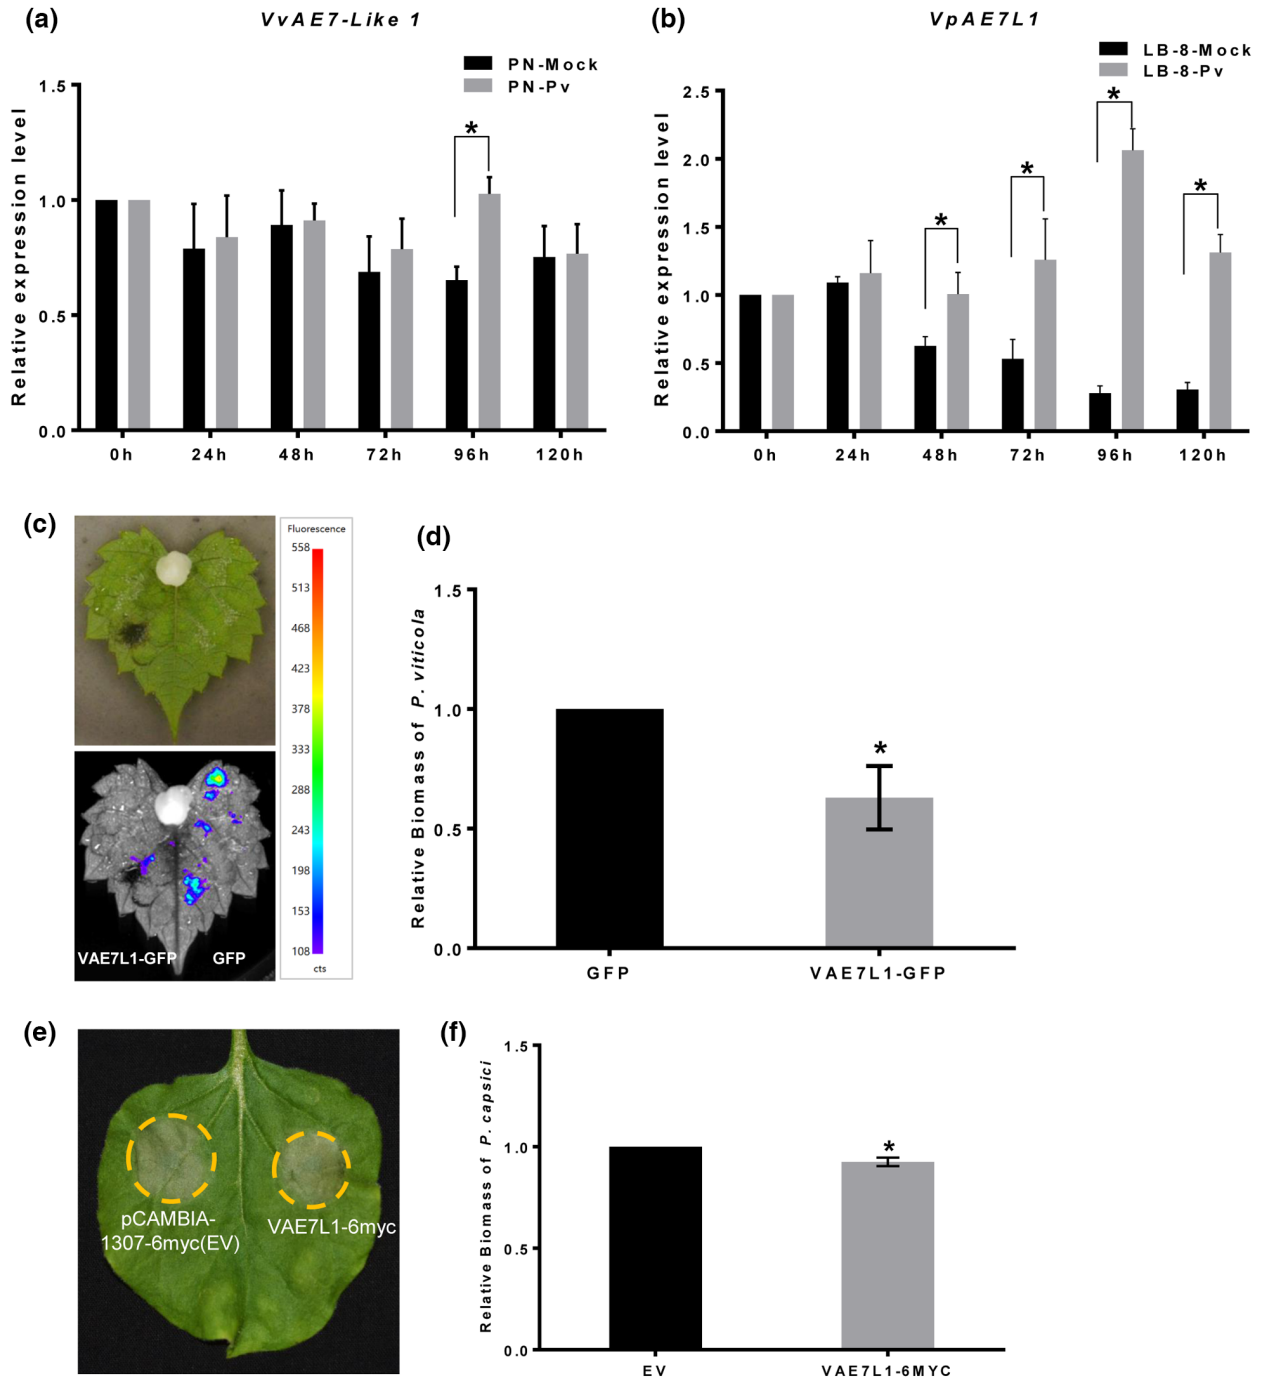 (a)
VvAE7-Like 1
PN-Mock
PN-Pv
Relative expression level
1.5
1.0
0.5
0.0
*
0h 24h 48h 72h 96h 120h
(b)
VpAE7L1
LB-8-Mock
LB-8-Pv
Relative expression level
2.5
2.0
1.5
1.0
0.5
0.0
* * * *
0h 24h 48h 72h 96h 120h
(c)
Fluorescence
558
513
468
423
378
333
288
243
198
153
108
cts
VAE7L1-GFP GFP
(d)
Relative Biomass of P. viticola
1.5
1.0
0.5
0.0
*
GFP VAE7L1-GFP
(e)
pCAMBIA-
1307-6myc(EV)
VAE7L1-6myc
(f)
Relative Biomass of P. capsici
1.5
1.0
0.5
0.0
*
EV VAE7L1-6MYC